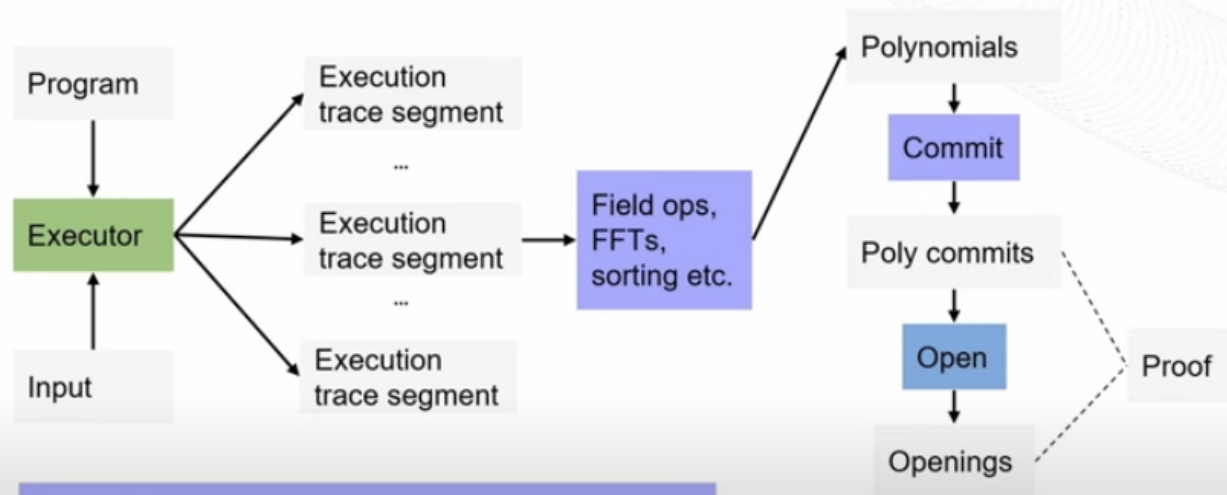 Program
Executor
Input
Execution
trace segment
...
Execution
trace segment
...
Execution
trace segment
Field ops,
FFTs,
sorting etc.
Polynomials
Commit
Poly commits
Open
Openings
Proof